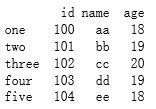 id name age
one 100 aa 18
two 101 bb 19
three 102 cc 20
four 103 dd 19
five 104 ee 18